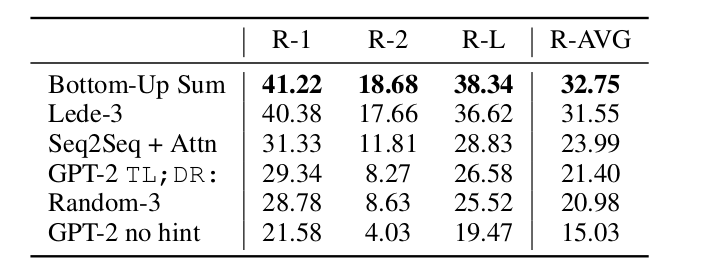 R-1 R-2 R-L R-AVG
Bottom-Up Sum 41.22 18.68 38.34 32.75
Lede-3 40.38 17.66 36.62 31.55
Seq2Seq + Attn 31.33 11.81 28.83 23.99
GPT-2 TL;DR: 29.34 8.27 26.58 21.40
Random-3 28.78 8.63 25.52 20.98
GPT-2 no hint 21.58 4.03 19.47 15.03